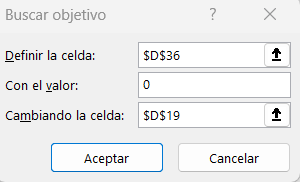 Buscar objetivo ? ×
Definir la celda: $D$36
Con el valor: 0
Cambiando la celda: $D$19
Aceptar Cancelar